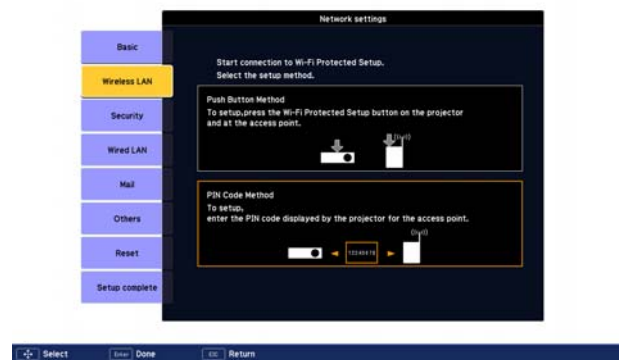 Network settings
Basic
Wireless LAN
Security
Wired LAN
Mail
Others
Reset
Setup complete
Start connection to Wi-Fi Protected Setup.
Select the setup method.
Push Button Method
To setup,press the Wi-Fi Protected Setup button on the projector
and at the access point.
PIN Code Method
To setup,
enter the PIN code displayed by the projector for the access point.
Select
Enter Done
ESC Return